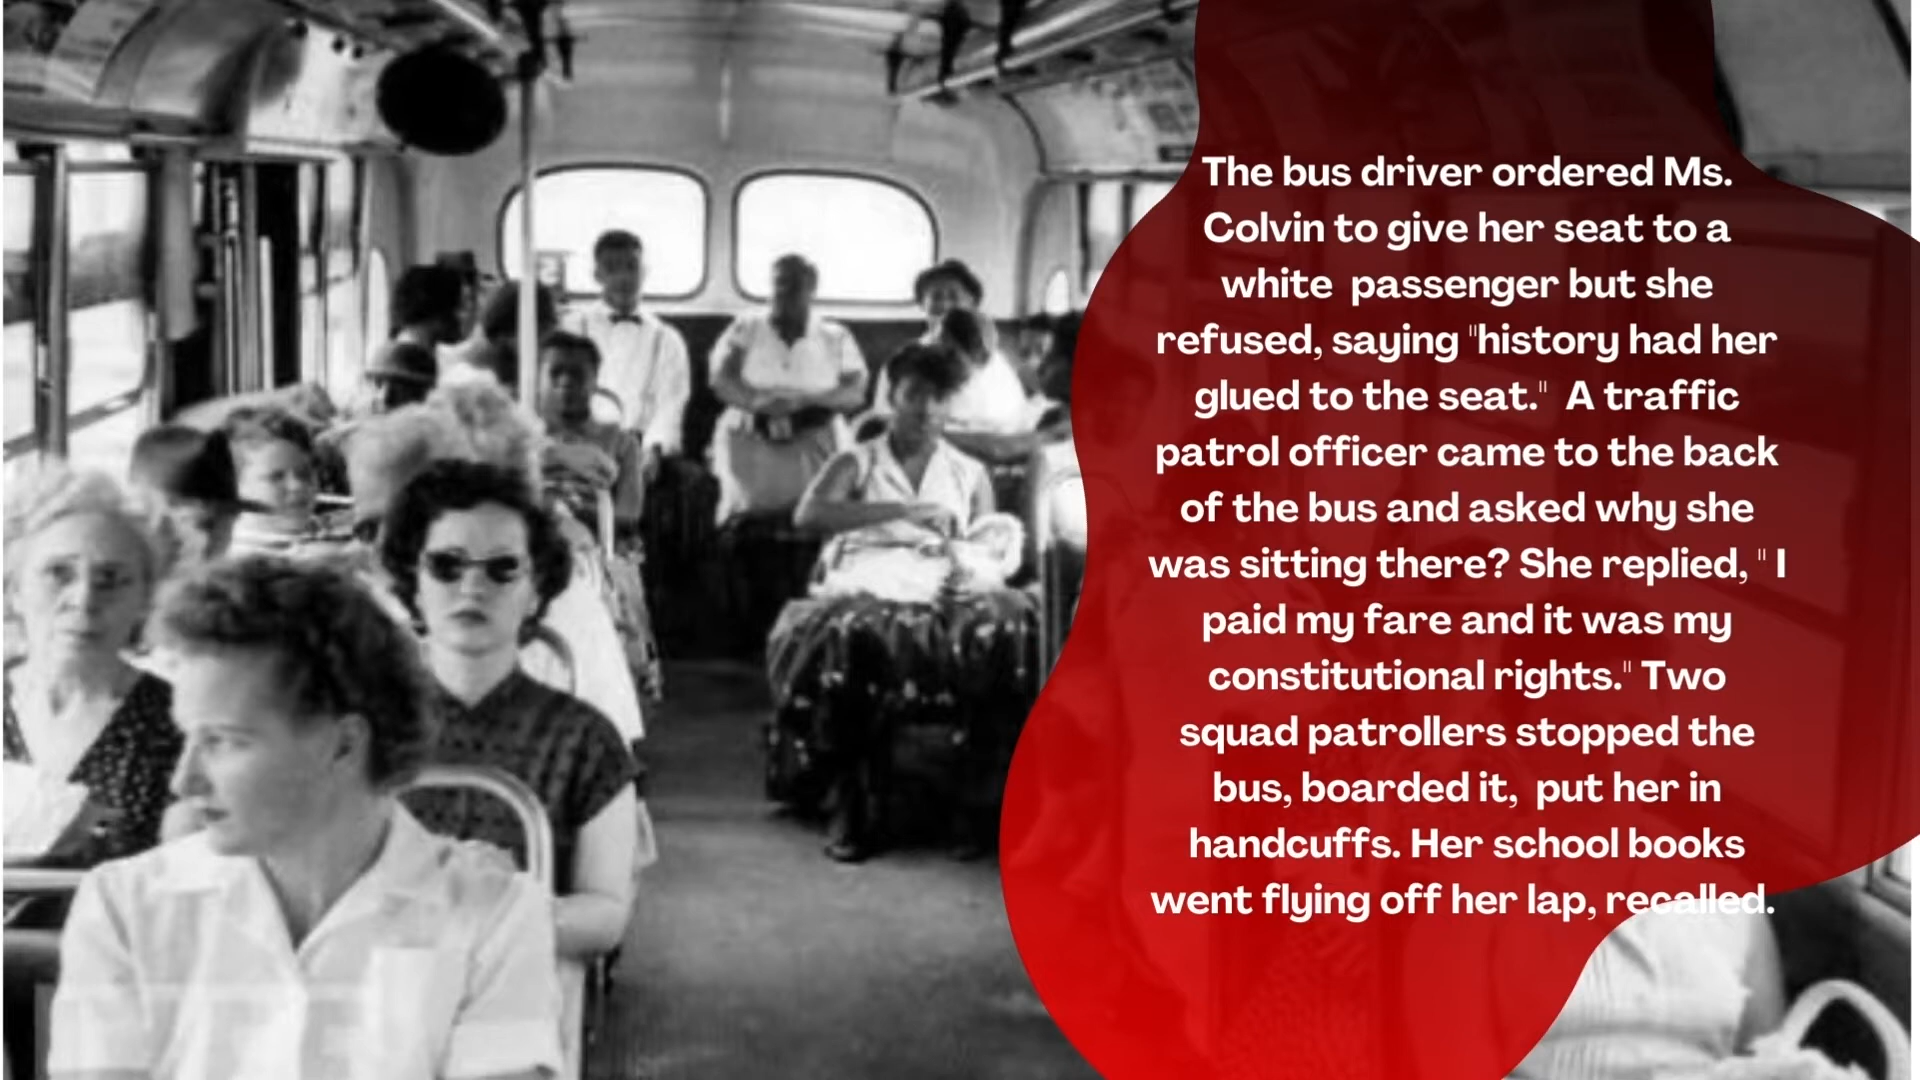 The bus driver ordered Ms.
Colvin to give her seat to a
white  passenger but she
refused, saying "history had her
glued to the seat."  A traffic
patrol officer came to the back
of the bus and asked why she
was sitting there? She replied, " I
paid my fare and it was my
constitutional rights." Two
squad patrollers stopped the
bus, boarded it,  put her in
handcuffs. Her school books
went flying off her lap, recalled.